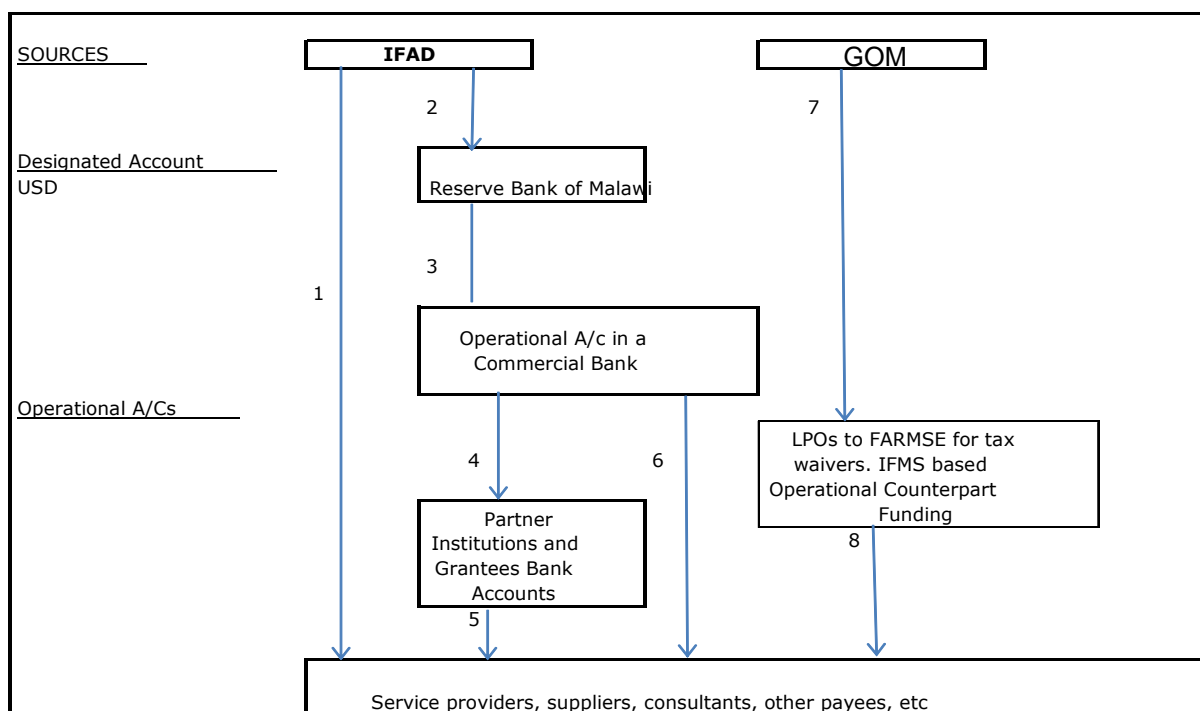 SOURCES
IFAD
GOM
2
7
Designated Account
USD
Reserve Bank of Malawi
3
1
Operational A/c in a
Commercial Bank
Operational A/Cs
LPOs to FARMSE for tax
waivers. IFMS based
Operational Counterpart
Funding
4
6
Partner
Institutions and
Grantees Bank
Accounts
8
5
Service providers, suppliers, consultants, other payees, etc